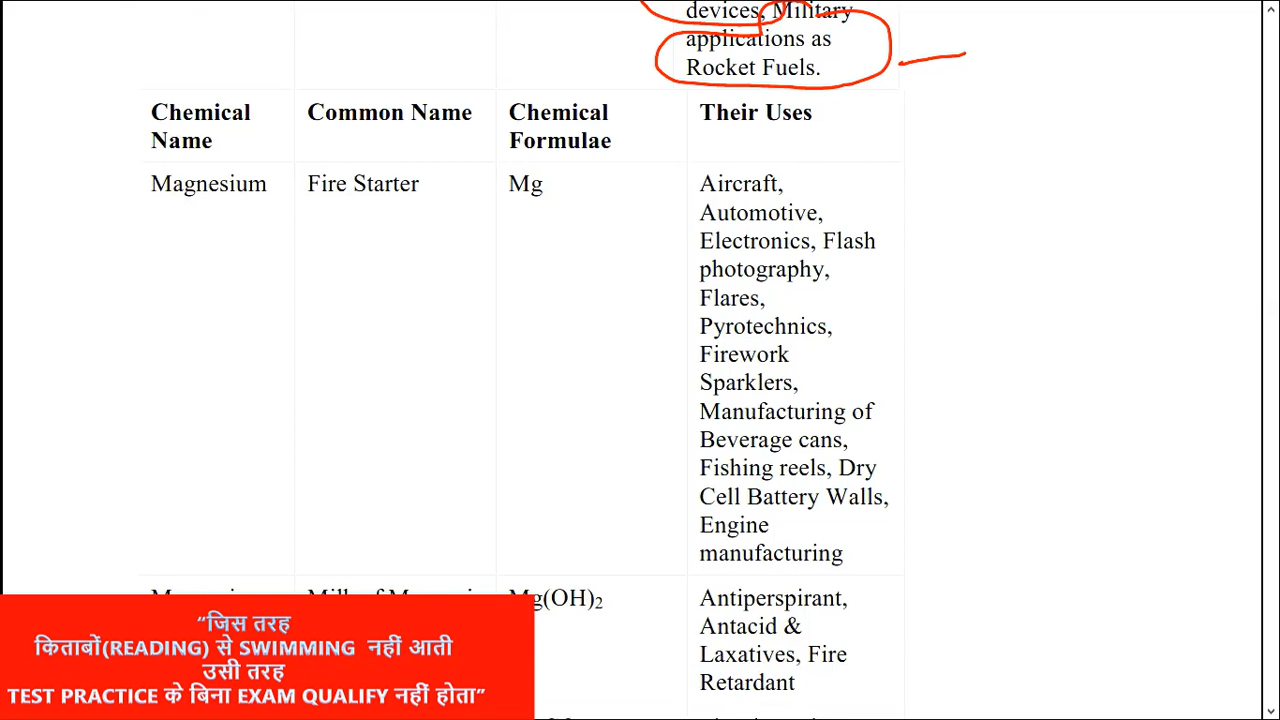 devices, Military
applications as
Rocket Fuels.
Chemical Name
Common Name
Chemical Formulae
Their Uses
Magnesium
Fire Starter
Mg
Aircraft,
Automotive,
Electronics, Flash
photography,
Flares,
Pyrotechnics,
Firework
Sparklers,
Manufacturing of
Beverage cans,
Fishing reels, Dry
Cell Battery Walls,
Engine
manufacturing
Mg(OH)₂
Antiperspirant,
Antacid &
Laxatives, Fire
Retardant
“जिस तरह
किताबों(READING) से SWIMMING नहीं आती
उसी तरह
TEST PRACTICE के बिना EXAM QUALIFY नहीं होता”